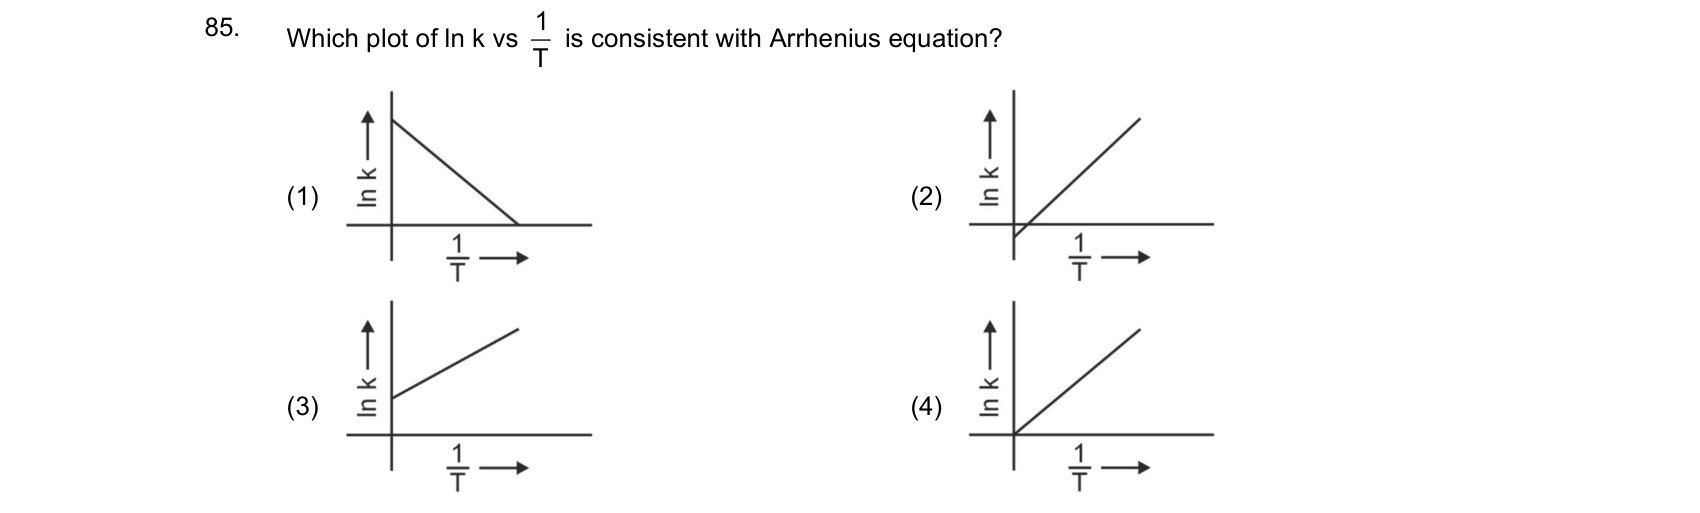 85. Which plot of ln k vs 1/T is consistent with Arrhenius equation?
(1) ln k
1/T
(2) ln k
1/T
(3) ln k
1/T
(4) ln k
1/T